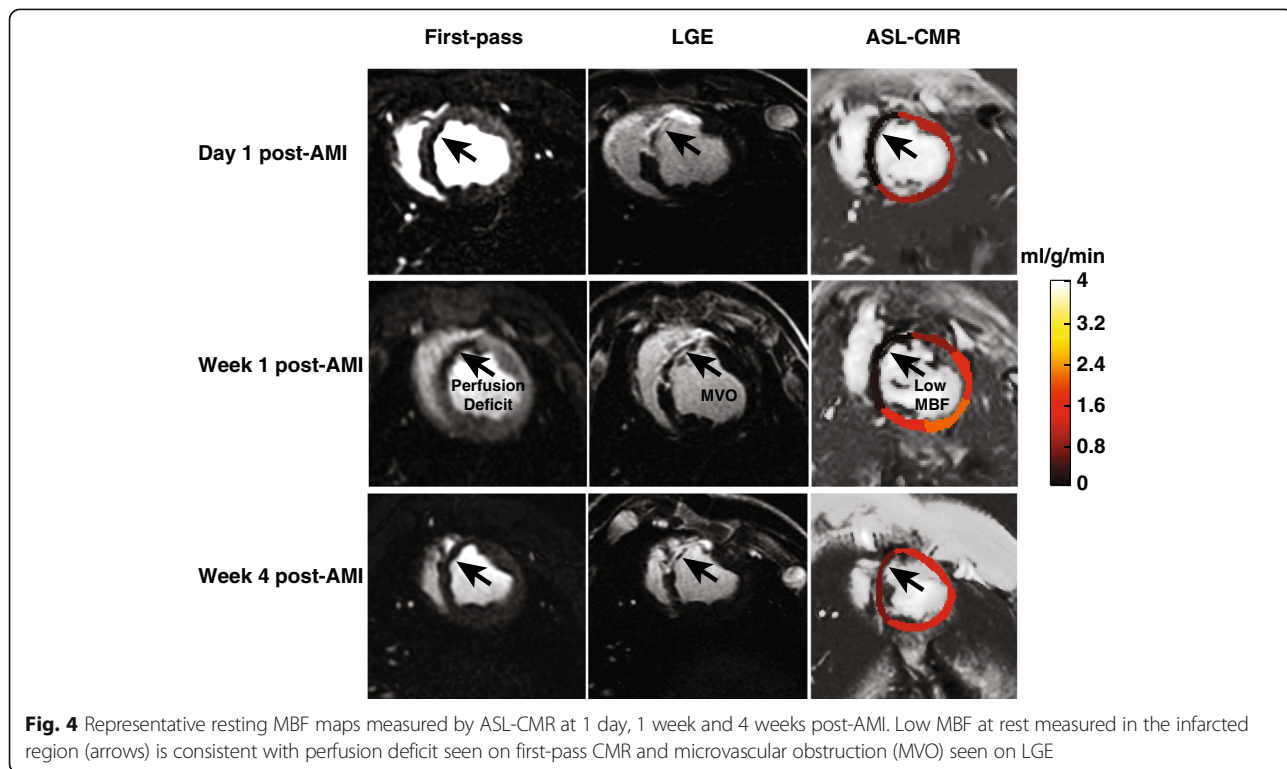 First-pass LGE ASL-CMR
Day 1 post-AMI
ml/g/min
4
Week 1 post-AMI
Perfusion
Deficit
MVO
Low
MBF
3.2
2.4
1.6
0.8
0
Week 4 post-AMI
Fig. 4 Representative resting MBF maps measured by ASL-CMR at 1 day, 1 week and 4 weeks post-AMI. Low MBF at rest measured in the infarcted
region (arrows) is consistent with perfusion deficit seen on first-pass CMR and microvascular obstruction (MVO) seen on LGE